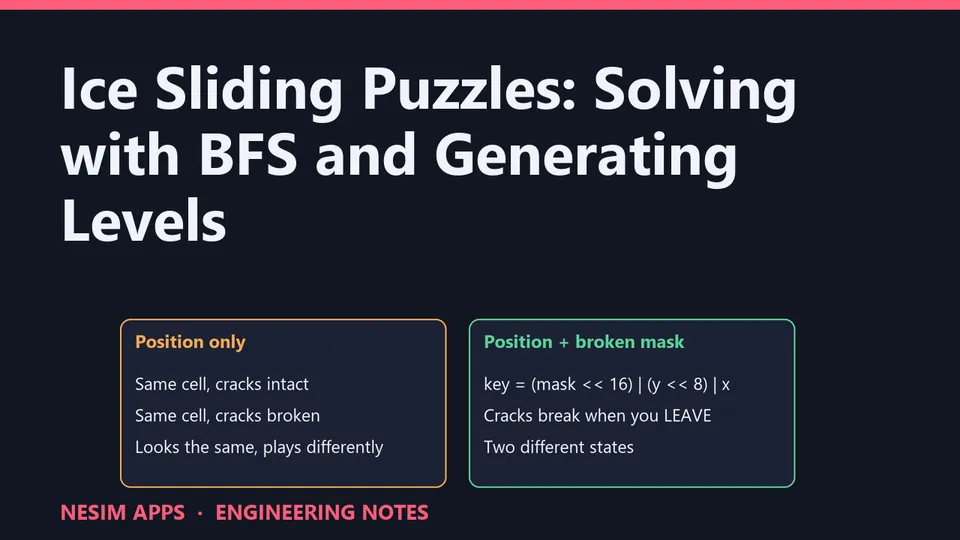 Ice Sliding Puzzles: Solving
with BFS and Generating
Levels
Position only
Same cell, cracks intact
Same cell, cracks broken
Looks the same, plays differently
Position + broken mask
key = (mask << 16) | (y << 8) | x
Cracks break when you LEAVE
Two different states
NESIM APPS · ENGINEERING NOTES